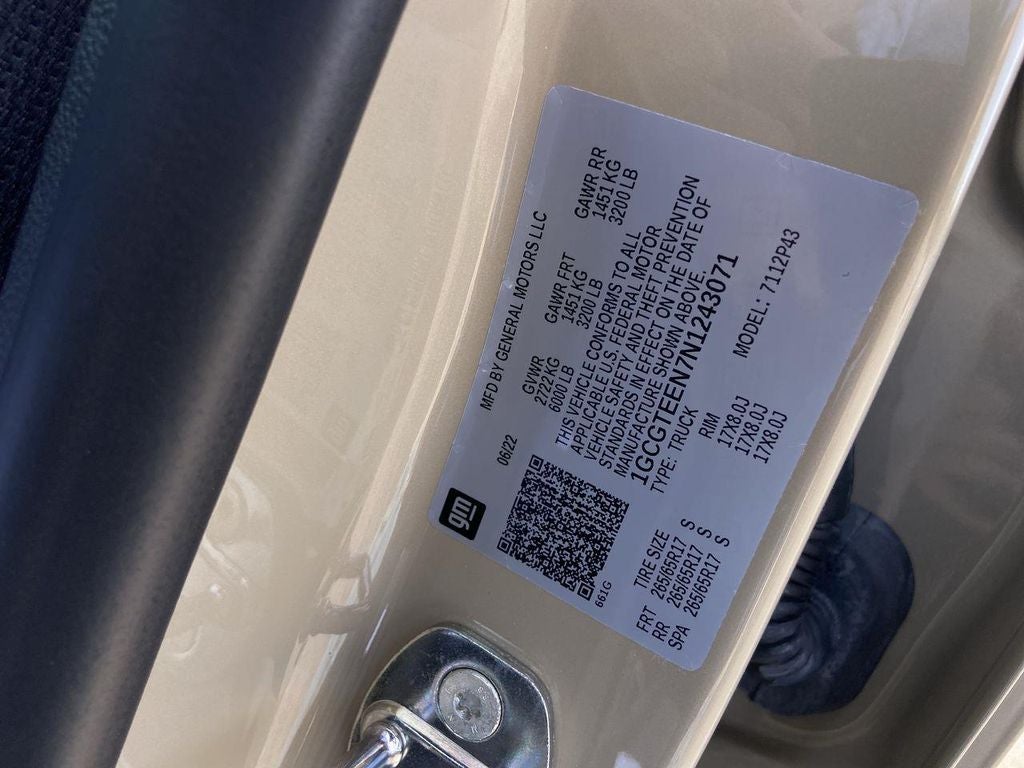 gm
MFD BY GENERAL MOTORS LLC
06/22
GVWR
2722 KG
6000 LB
GAWR FRT
1451 KG
3200 LB
GAWR RR
1451 KG
3200 LB
THIS VEHICLE CONFORMS TO ALL
APPLICABLE U.S. FEDERAL MOTOR
VEHICLE SAFETY AND THEFT PREVENTION
STANDARDS IN EFFECT ON THE DATE OF
MANUFACTURE SHOWN ABOVE.
1GCGTEEN7N1243071
TYPE: TRUCK
MODEL: 7112P43
661G
TIRE SIZE
RIM
FRT 265/65R17 S 17X8.0J
RR 265/65R17 S 17X8.0J
SPA 265/65R17 S 17X8.0J